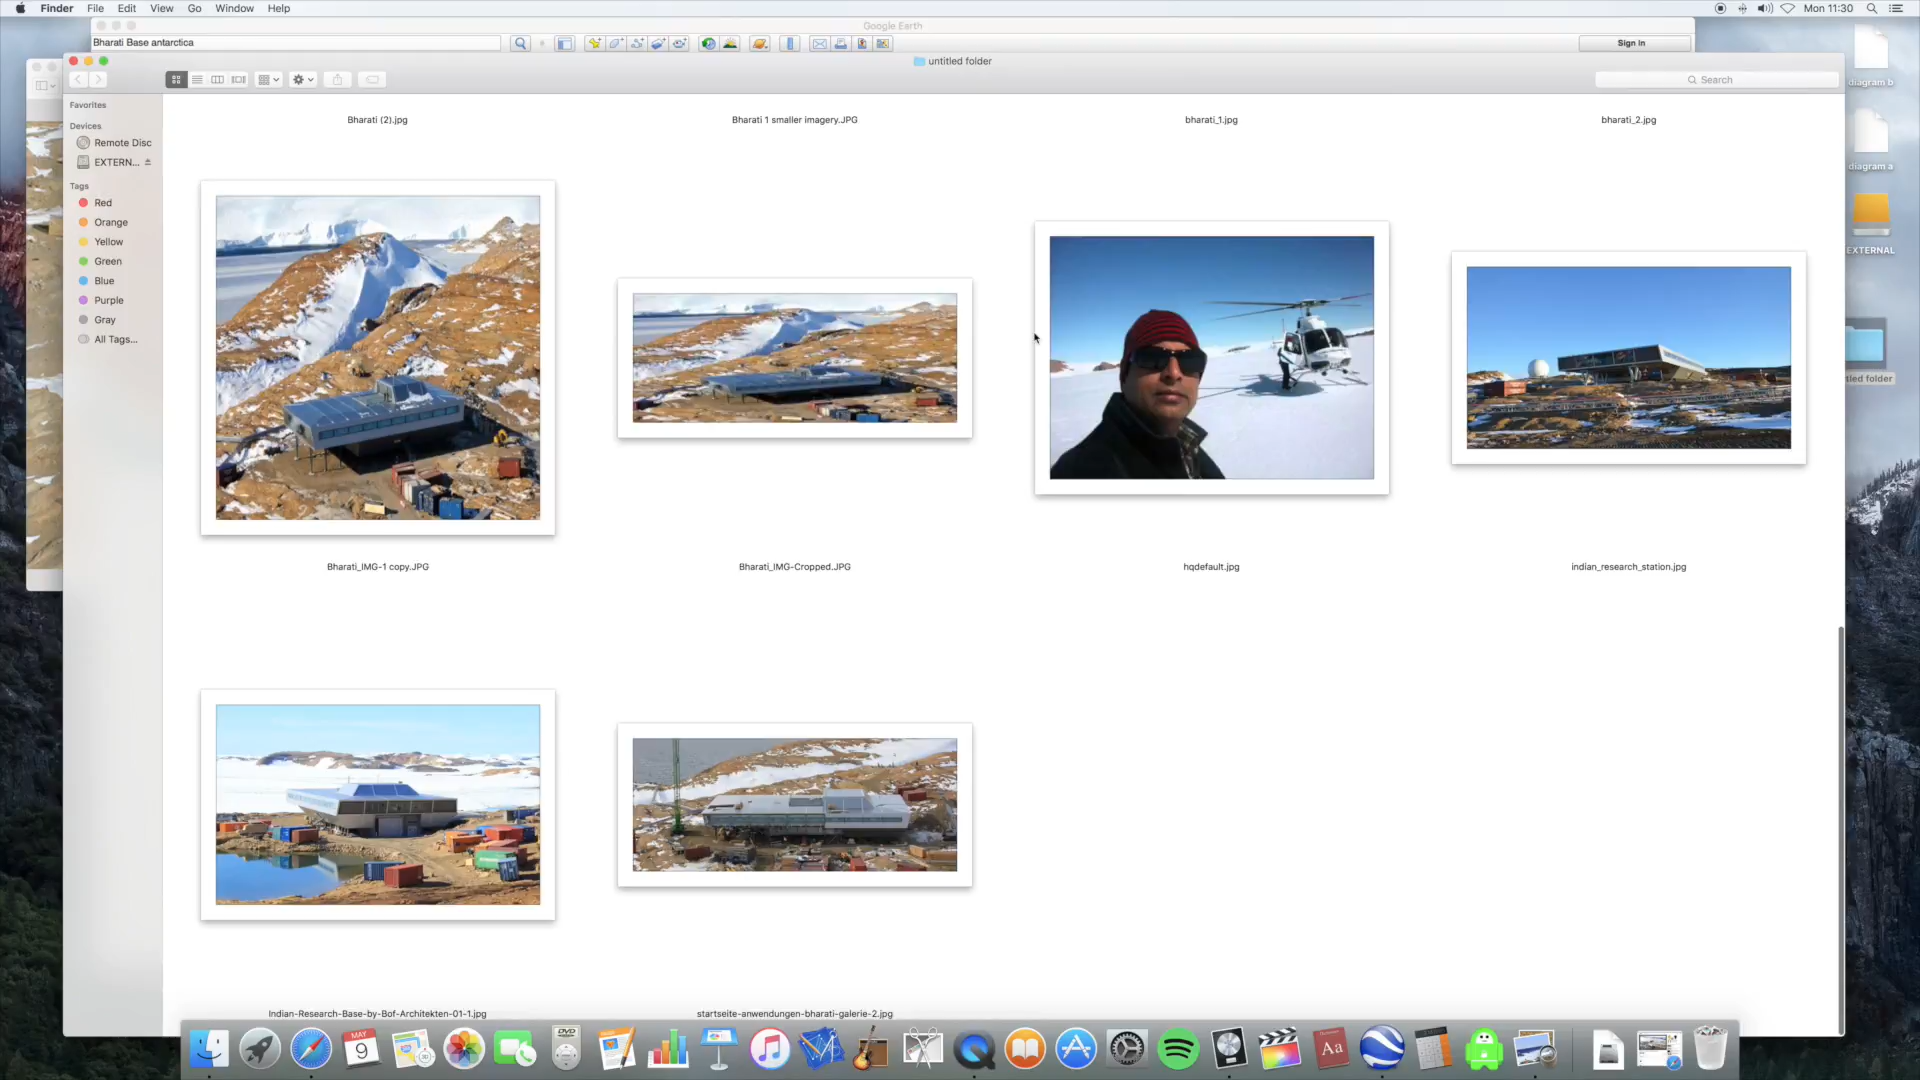 Finder File Edit View Go Window Help
Mon 11:30
Google Earth
Bharati Base antarctica
Sign in
untitled folder
Search
Favorites
Devices
Remote Disc
EXTERN...
Tags
Red
Orange
Yellow
Green
Blue
Purple
Gray
All Tags...
Bharati (2).jpg
Bharati 1 smaller imagery.JPG
bharati_1.jpg
bharati_2.jpg
Bharati_IMG-1 copy.JPG
Bharati_IMG-Cropped.JPG
hqdefault.jpg
indian_research_station.jpg
Indian-Research-Base-by-Bof-Architekten-01-1.jpg
startseite-anwendungen-bharati-galerie-2.jpg
diagram b
diagram a
EXTERNAL
tled folder
MAY
9
DVD
Aa